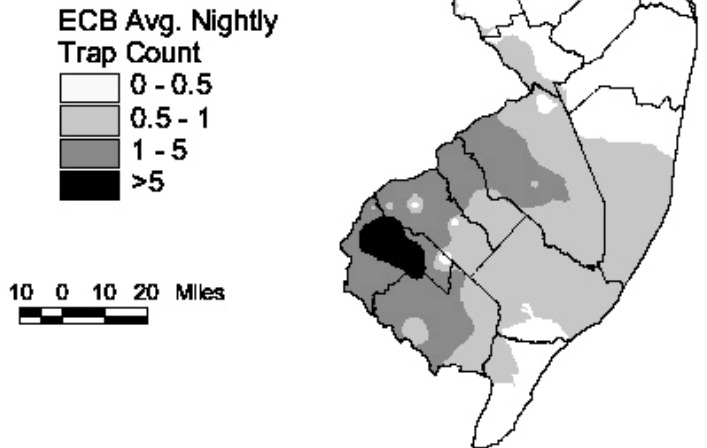 ECB Avg. Nightly
Trap Count
0 - 0.5
0.5 - 1
1 - 5
>5
10 0 10 20 Miles